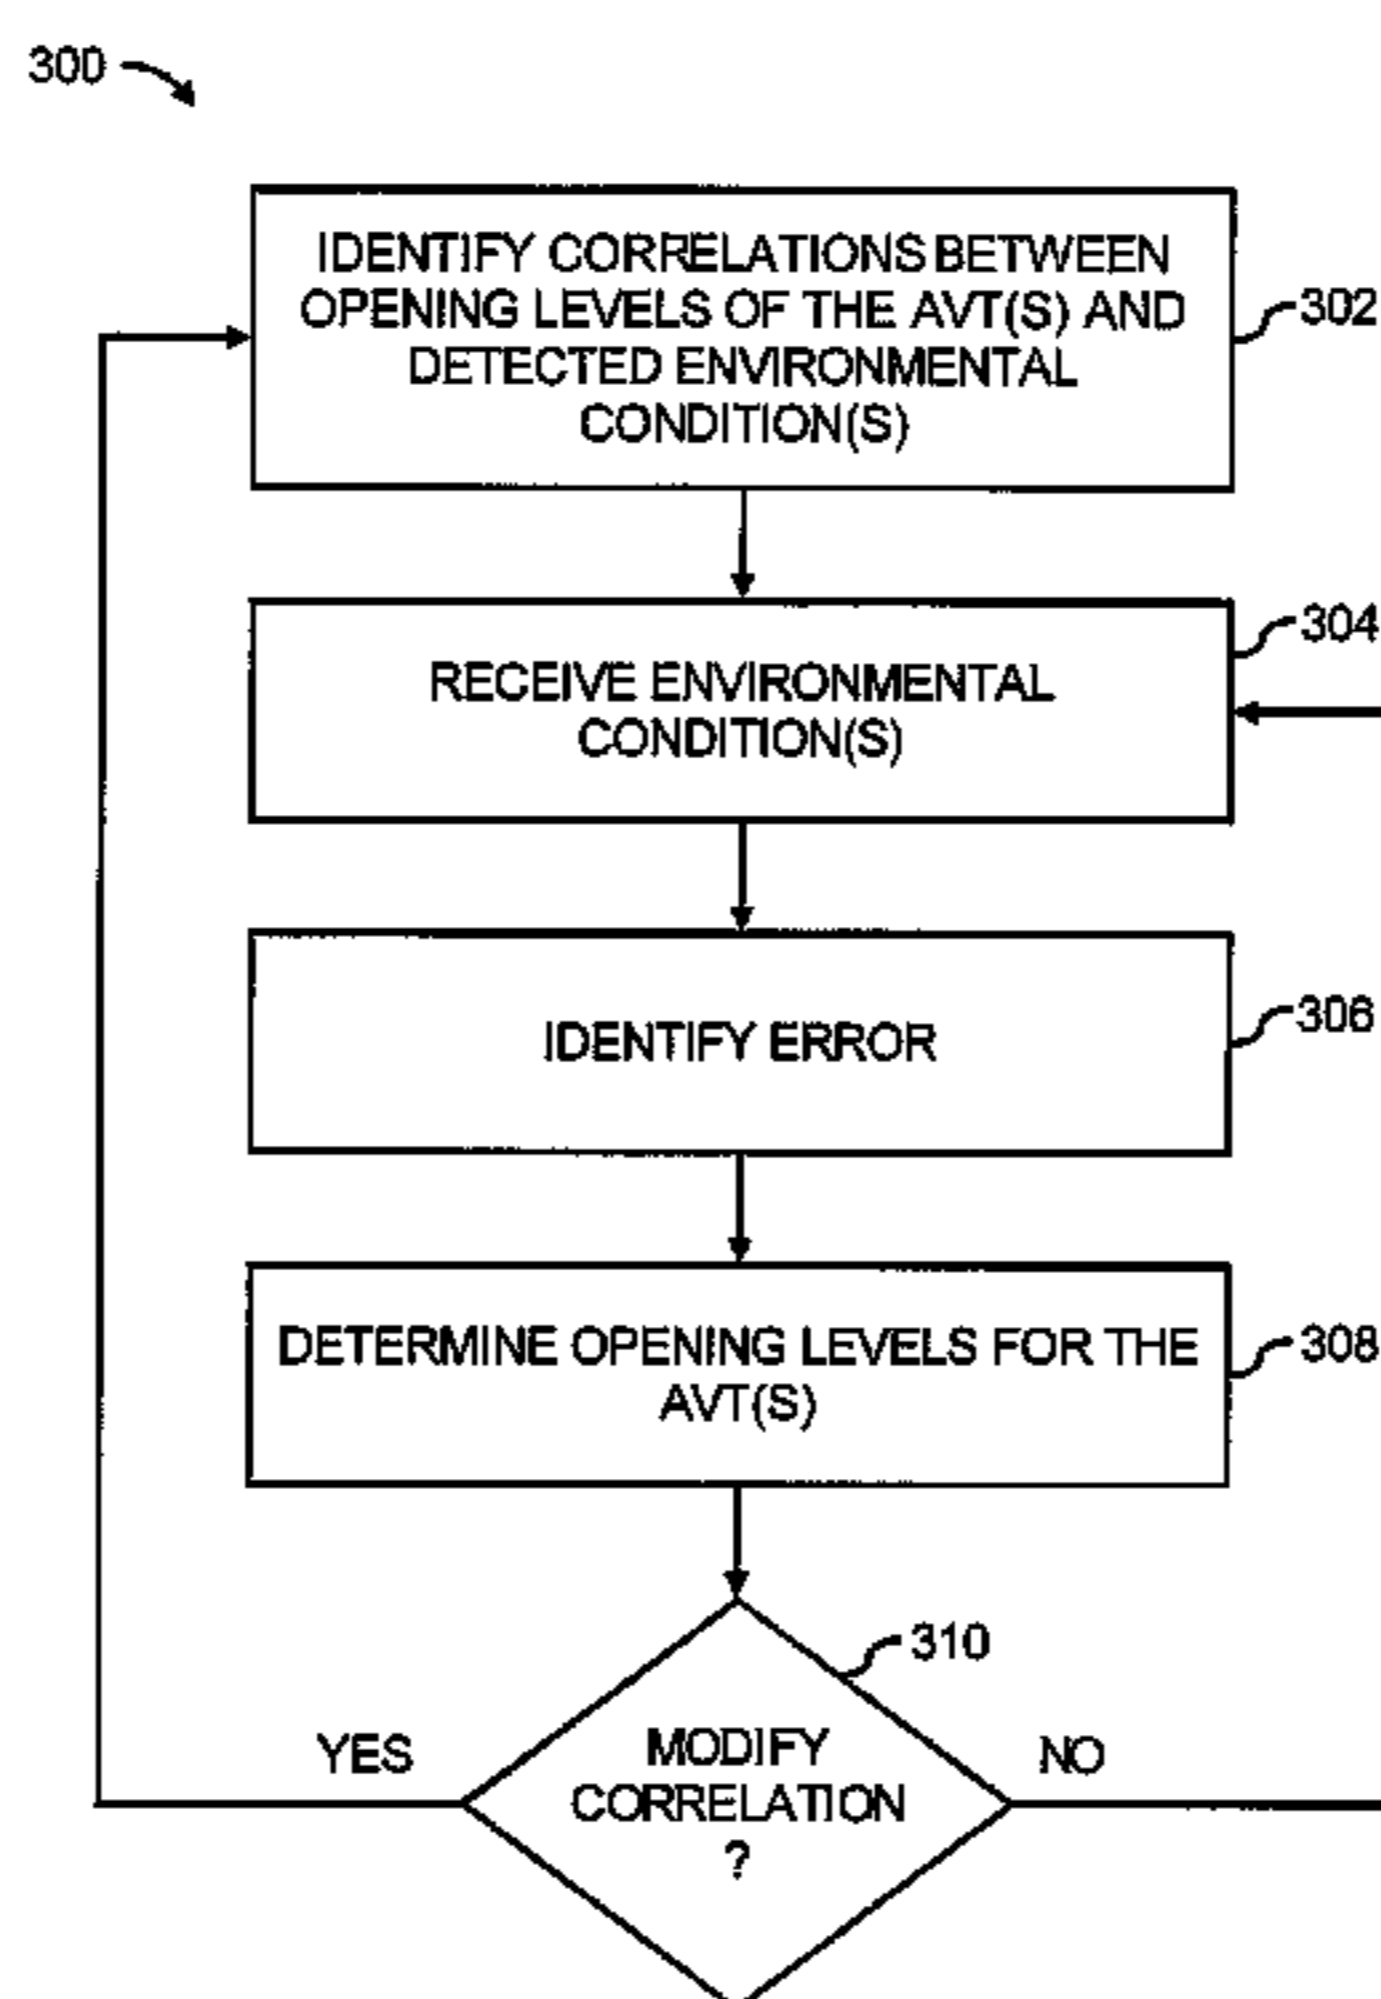 300
IDENTIFY CORRELATIONS BETWEEN
OPENING LEVELS OF THE AVT(S) AND
DETECTED ENVIRONMENTAL
CONDITION(S)
302
RECEIVE ENVIRONMENTAL
CONDITION(S)
304
IDENTIFY ERROR
306
DETERMINE OPENING LEVELS FOR THE
AVT(S)
308
310
MODIFY
CORRELATION
?
YES
NO